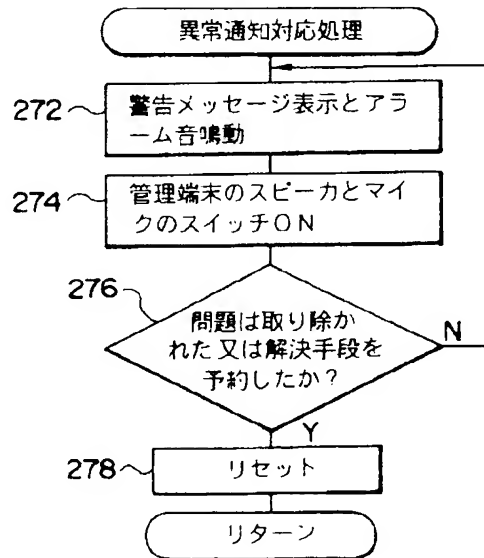 異常通知対応処理
272
警告メッセージ表示とアラ
ーム音鳴動
274
管理端末のスピーカとマイ
クのスイッチON
276
問題は取り除か
れた又は解決手段を
予約したか？
N
Y
278
リセット
リターン